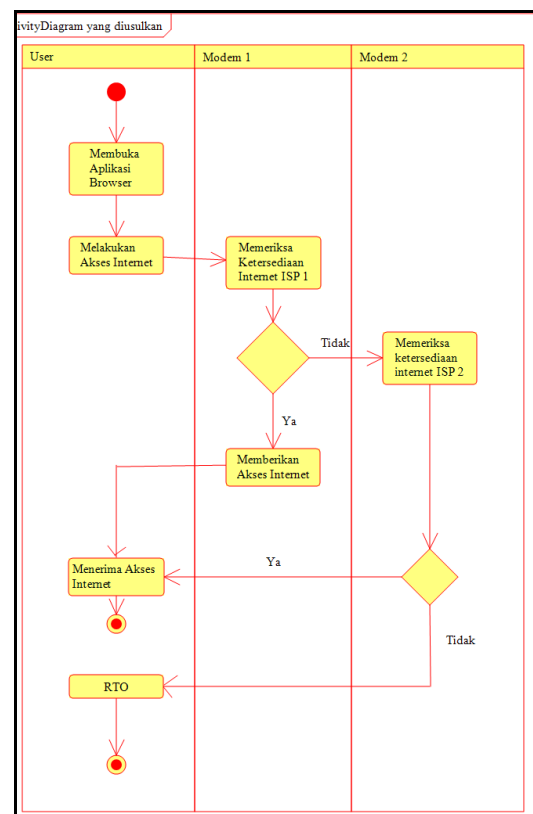 ivityDiagram yang diusulkan
User
Modem 1
Modem 2
Membuka
Aplikasi
Browser
Melakukan
Akses Internet
Memeriksa
Ketersediaan
Internet ISP 1
Tidak
Memeriksa
ketersediaan
internet ISP 2
Ya
Memberikan
Akses Internet
Menerima Akses
Internet
Ya
Tidak
RTO